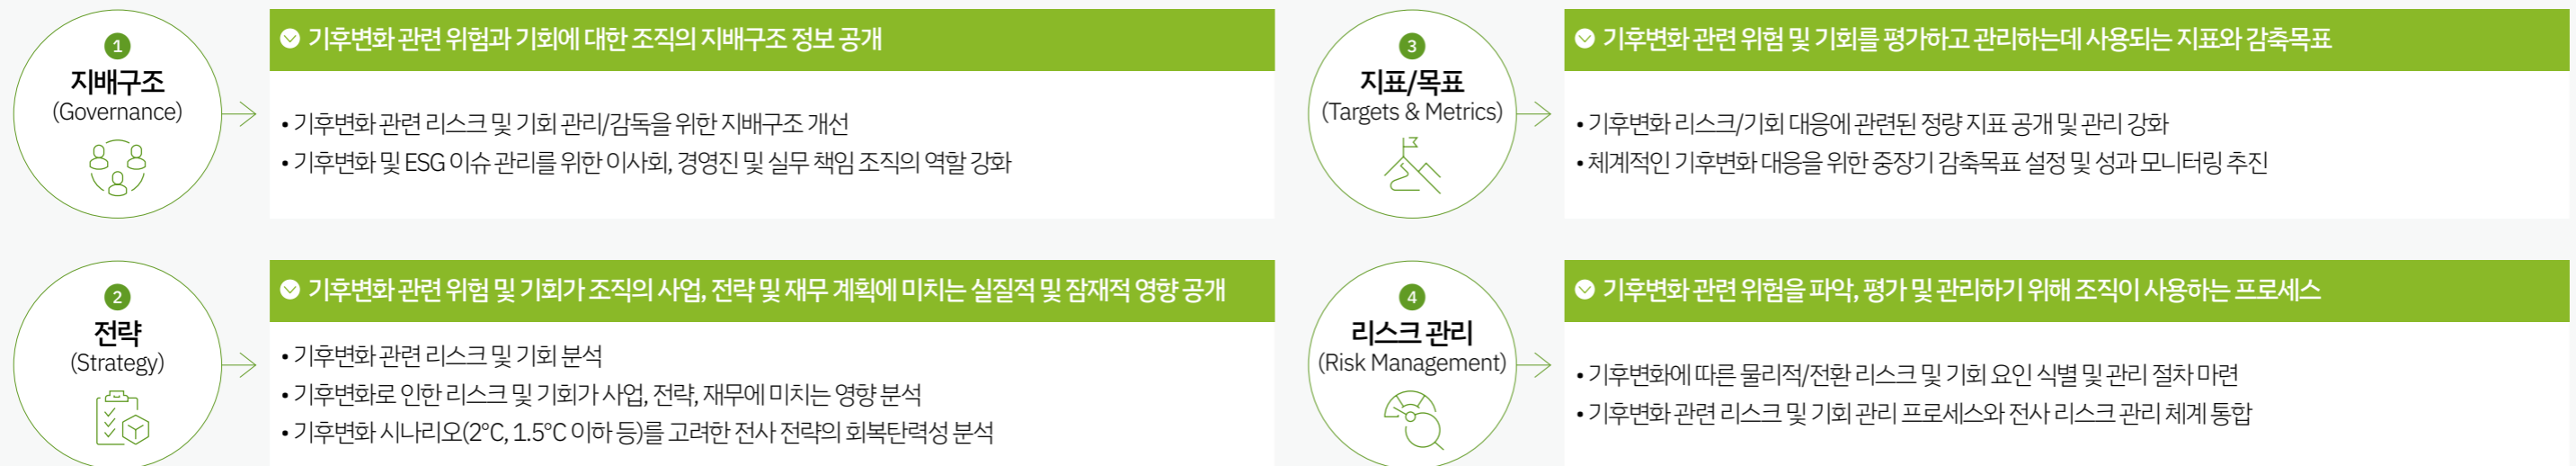 1
지배구조
(Governance)
기후변화 관련 위험과 기회에 대한 조직의 지배구조 정보 공개
• 기후변화 관련 리스크 및 기회 관리/감독을 위한 지배구조 개선
• 기후변화 및 ESG 이슈 관리를 위한 이사회, 경영진 및 실무 책임 조직의 역할 강화
2
전략
(Strategy)
기후변화 관련 위험 및 기회가 조직의 사업, 전략 및 재무 계획에 미치는 실질적 및 잠재적 영향 공개
• 기후변화 관련 리스크 및 기회 분석
• 기후변화로 인한 리스크 및 기회가 사업, 전략, 재무에 미치는 영향 분석
• 기후변화 시나리오(2°C, 1.5°C 이하 등)를 고려한 전사 전략의 회복탄력성 분석
3
지표/목표
(Targets & Metrics)
기후변화 관련 위험 및 기회를 평가하고 관리하는데 사용되는 지표와 감축목표
• 기후변화 리스크/기회 대응에 관련된 정량 지표 공개 및 관리 강화
• 체계적인 기후변화 대응을 위한 중장기 감축목표 설정 및 성과 모니터링 추진
4
리스크 관리
(Risk Management)
기후변화 관련 위험을 파악, 평가 및 관리하기 위해 조직이 사용하는 프로세스
• 기후변화에 따른 물리적/전환 리스크 및 기회 요인 식별 및 관리 절차 마련
• 기후변화 관련 리스크 및 기회 관리 프로세스와 전사 리스크 관리 체계 통합